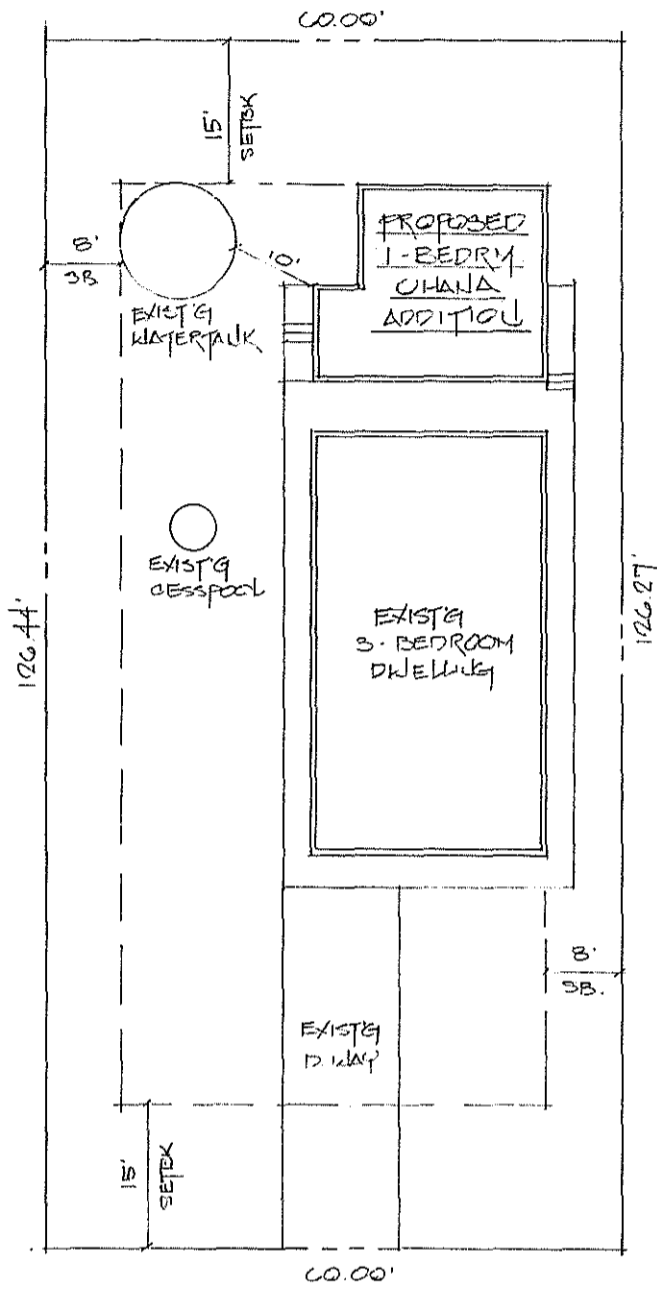 60.00'
15'
SETBK
PROPOSED
1-BEDR'M
OHANA
ADDITION
8'
SB
10'
EXIST'G
WATERTANK
EXIST'G
CESSPOOL
126.44'
126.27'
EXIST'G
3-BEDROOM
DWELLING
8'
SB.
EXIST'G
D.WAY
15'
SETBK
60.00'